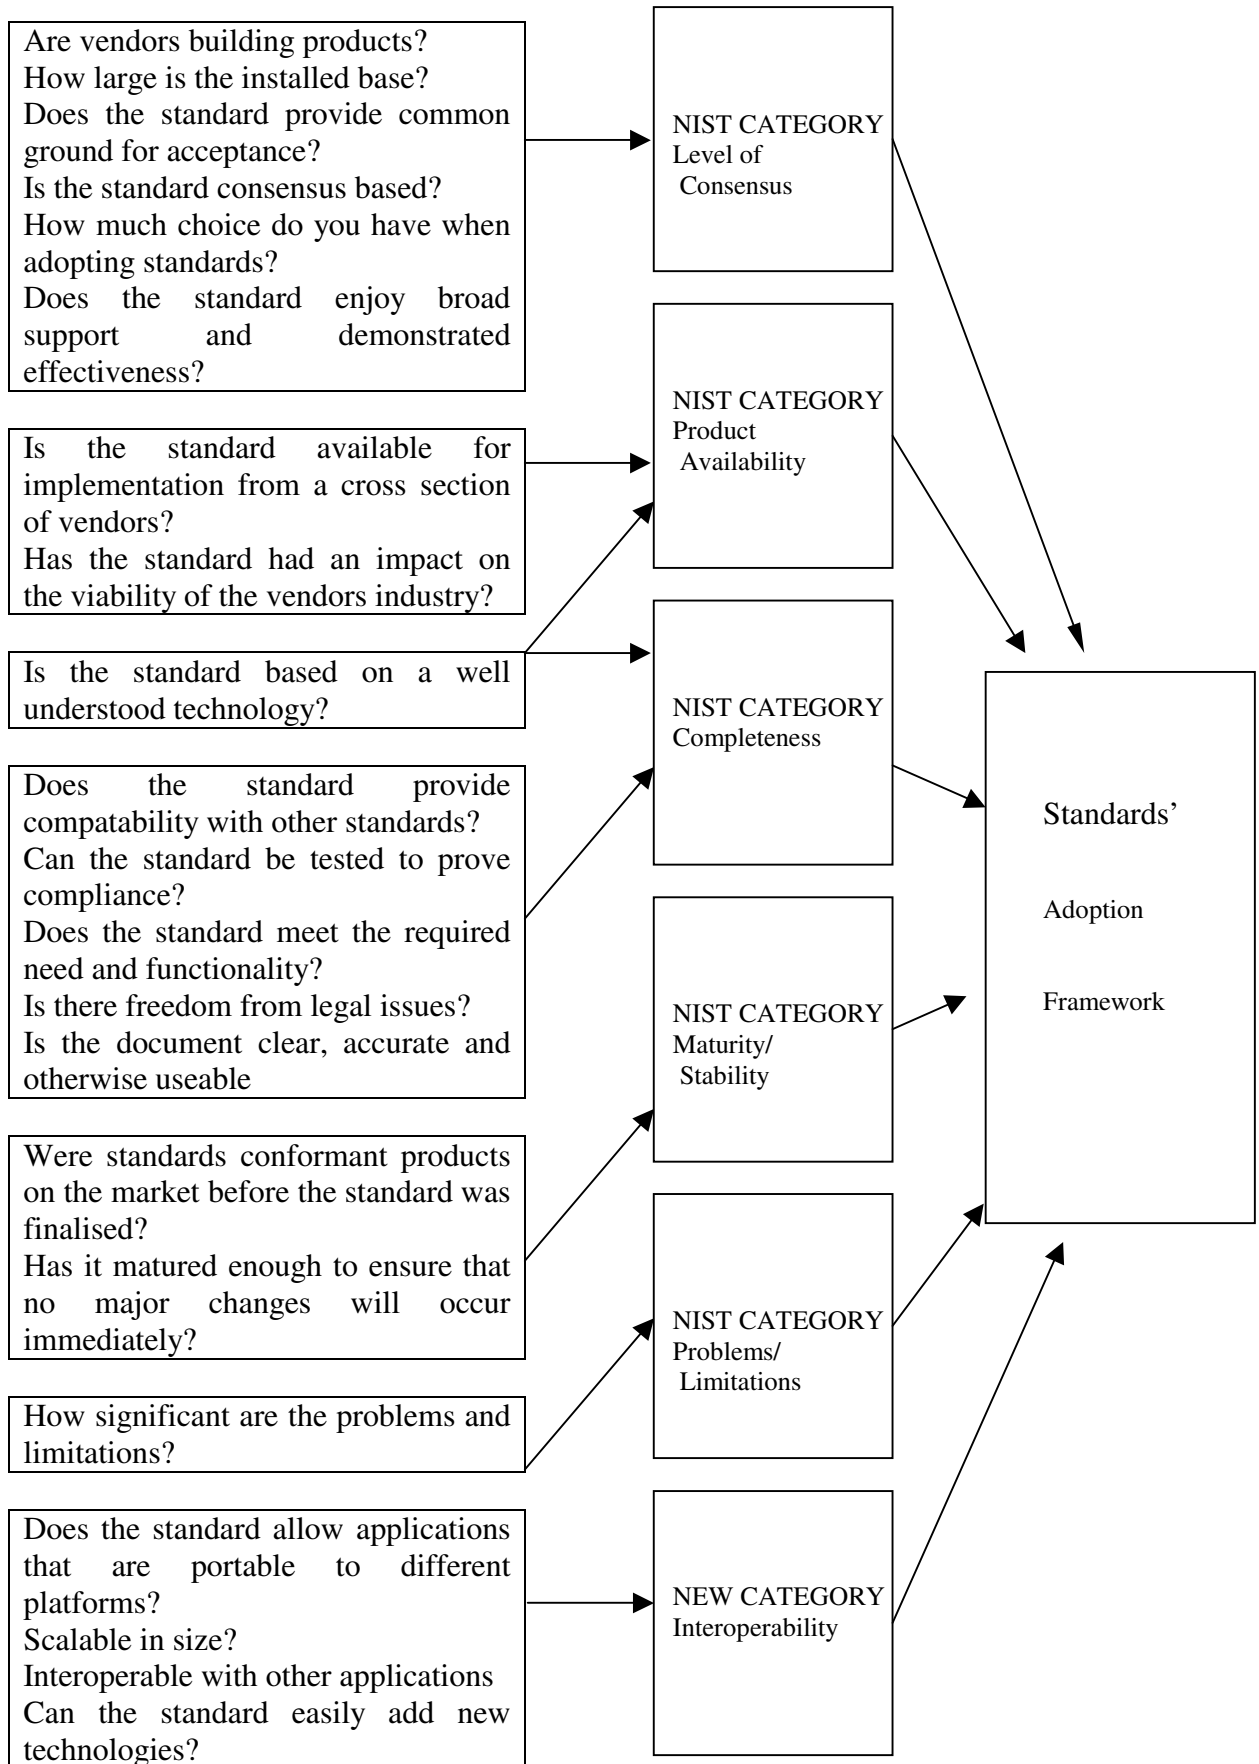 Are vendors building products?
How large is the installed base?
Does the standard provide common
ground for acceptance?
Is the standard consensus based?
How much choice do you have when
adopting standards?
Does the standard enjoy broad
support and demonstrated
effectiveness?
Is the standard available for
implementation from a cross section
of vendors?
Has the standard had an impact on
the viability of the vendors industry?
Is the standard based on a well
understood technology?
Does the standard provide
compatability with other standards?
Can the standard be tested to prove
compliance?
Does the standard meet the required
need and functionality?
Is there freedom from legal issues?
Is the document clear, accurate and
otherwise useable
Were standards conformant products
on the market before the standard was
finalised?
Has it matured enough to ensure that
no major changes will occur
immediately?
How significant are the problems and
limitations?
Does the standard allow applications
that are portable to different
platforms?
Scalable in size?
Interoperable with other applications
Can the standard easily add new
technologies?
NIST CATEGORY
Level of
Consensus
NIST CATEGORY
Product
Availability
NIST CATEGORY
Completeness
NIST CATEGORY
Maturity/
Stability
NIST CATEGORY
Problems/
Limitations
NEW CATEGORY
Interoperability
Standards’
Adoption
Framework